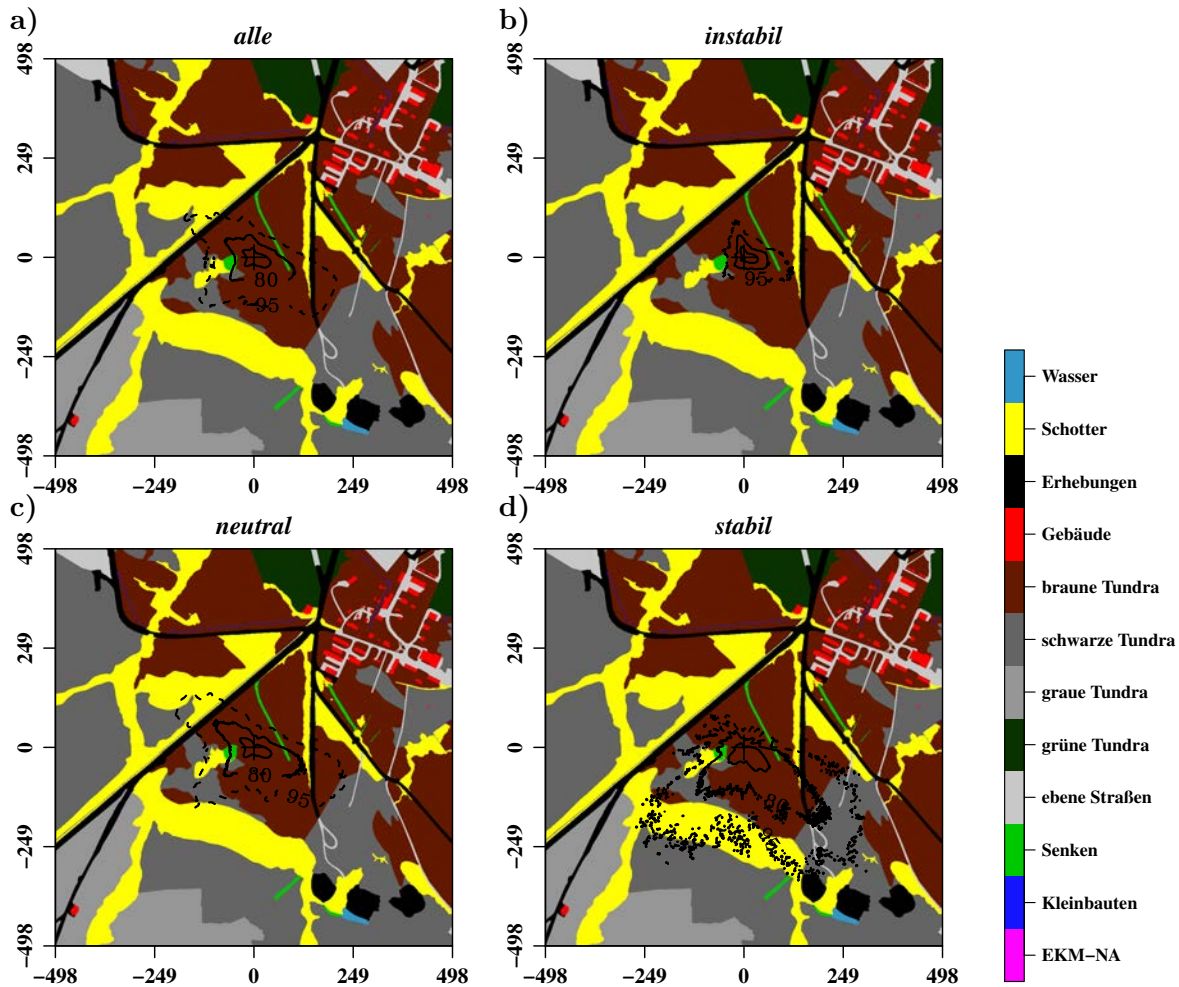 a)
alle
498
249
0
−249
−498
−498
−249
0
249
498
80
95
b)
instabil
498
249
0
−249
−498
−498
−249
0
249
498
95
c)
neutral
498
249
0
−249
−498
−498
−249
0
249
498
80
95
d)
stabil
498
249
0
−249
−498
−498
−249
0
249
498
80
Wasser
Schotter
Erhebungen
Gebäude
braune Tundra
schwarze Tundra
graue Tundra
grüne Tundra
ebene Straßen
Senken
Kleinbauten
EKM−NA